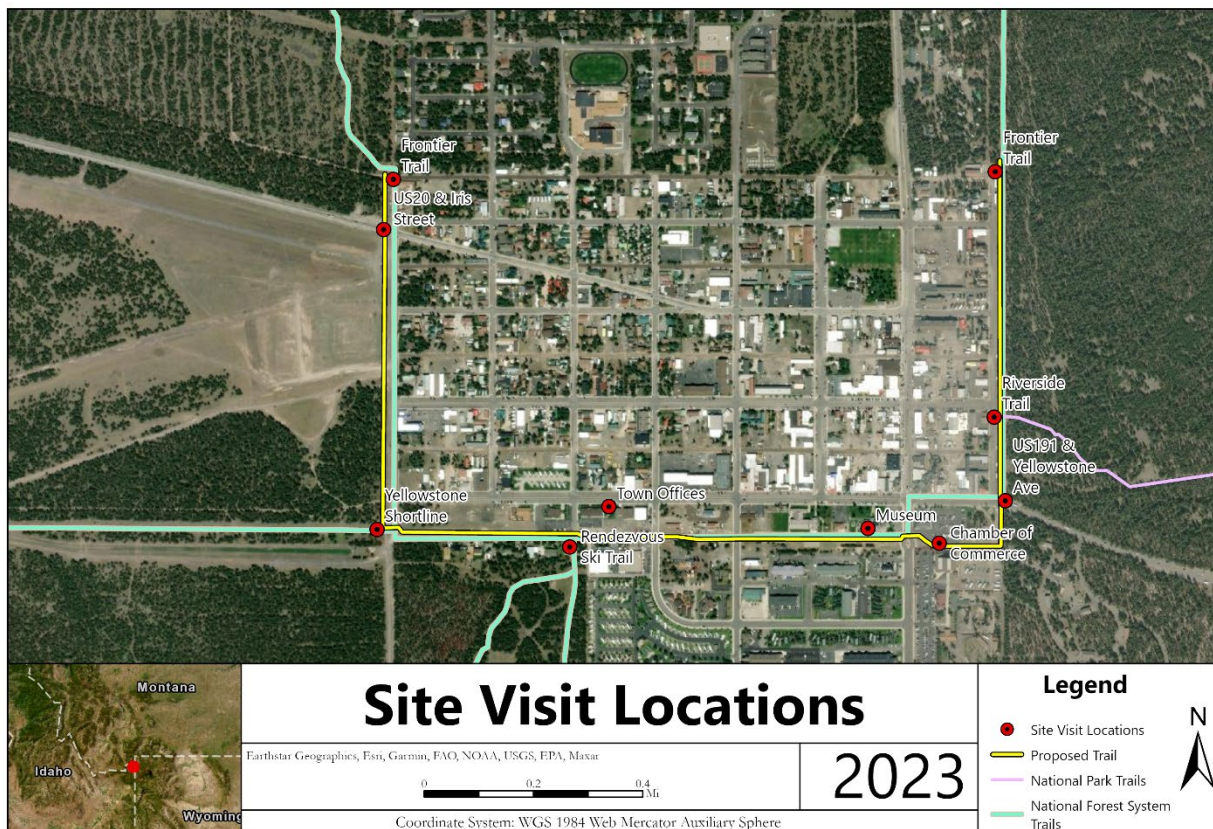 Frontier
Trail
US20 & Iris
Street
Frontier
Trail
Riverside
Trail
US191 &
Yellowstone
Ave
Yellowstone
Shortline
Town Offices
Rendezvous
Ski Trail
Museum
Chamber of
Commerce
Montana
Idaho
Wyoming
Site Visit Locations
Earthstar Geographics, Esri, Garmin, FAO, NOAA, USGS, EPA, Maxar
0 0.2 0.4
Mi
2023
Coordinate System: WGS 1984 Web Mercator Auxiliary Sphere
Legend
Site Visit Locations
Proposed Trail
National Park Trails
National Forest System
Trails
N